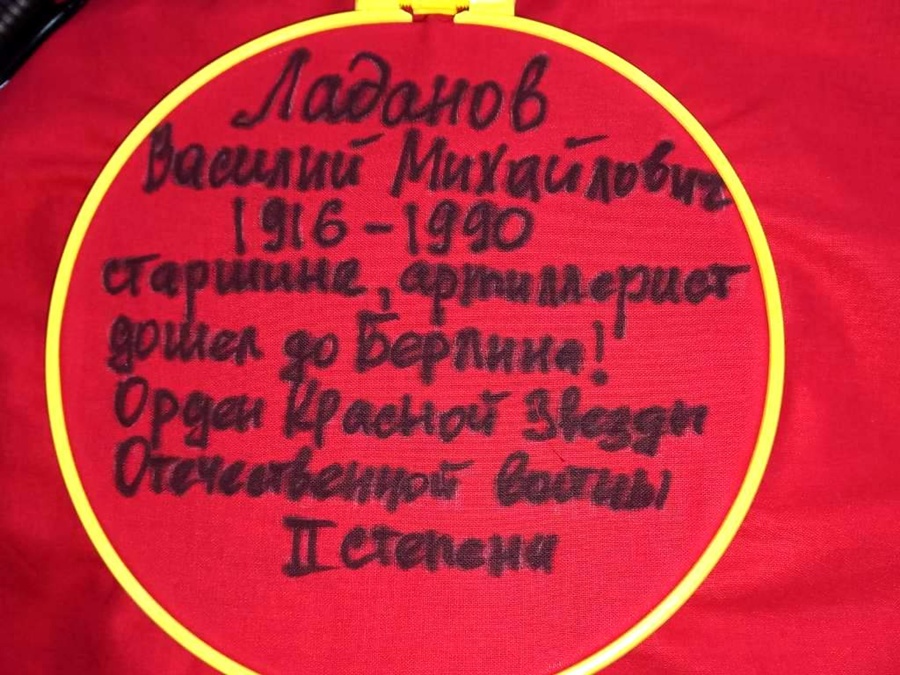 Ладанов
Василий Михайлович
1916-1990
старшина, артиллерист
дошел до Берлина!
Орден Красной Звезды
Отечественной войны
II степени